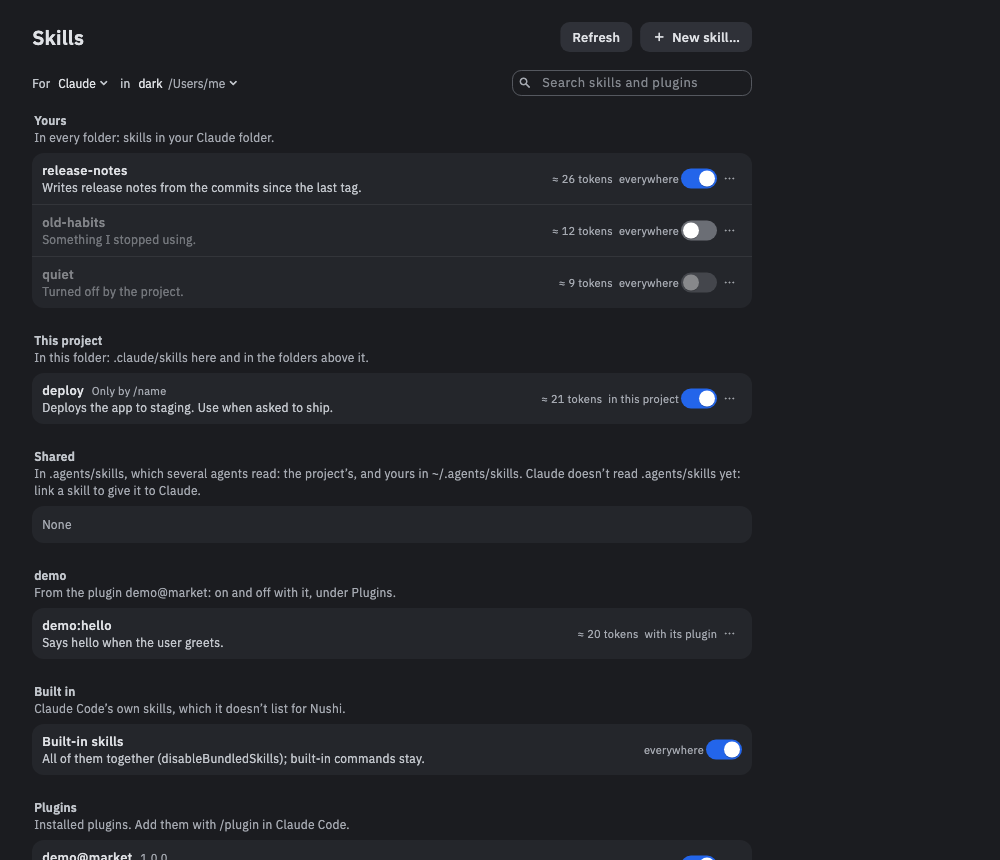 Skills
Refresh
+ New skill...
For Claude in dark /Users/me
Search skills and plugins
Yours
In every folder: skills in your Claude folder.
release-notes
Writes release notes from the commits since the last tag.
≈ 26 tokens everywhere
old-habits
Something I stopped using.
≈ 12 tokens everywhere
quiet
Turned off by the project.
≈ 9 tokens everywhere
This project
In this folder: .claude/skills here and in the folders above it.
deploy Only by /name
Deploys the app to staging. Use when asked to ship.
≈ 21 tokens in this project
Shared
In .agents/skills, which several agents read: the project’s, and yours in ~/.agents/skills. Claude doesn’t read .agents/skills yet:
link a skill to give it to Claude.
None
demo
From the plugin demo@market: on and off with it, under Plugins.
demo:hello
Says hello when the user greets.
≈ 20 tokens with its plugin
Built in
Claude Code’s own skills, which it doesn’t list for Nushi.
Built-in skills
All of them together (disableBundledSkills); built-in commands stay.
everywhere
Plugins
Installed plugins. Add them with /plugin in Claude Code.
demo@market 1.0.0